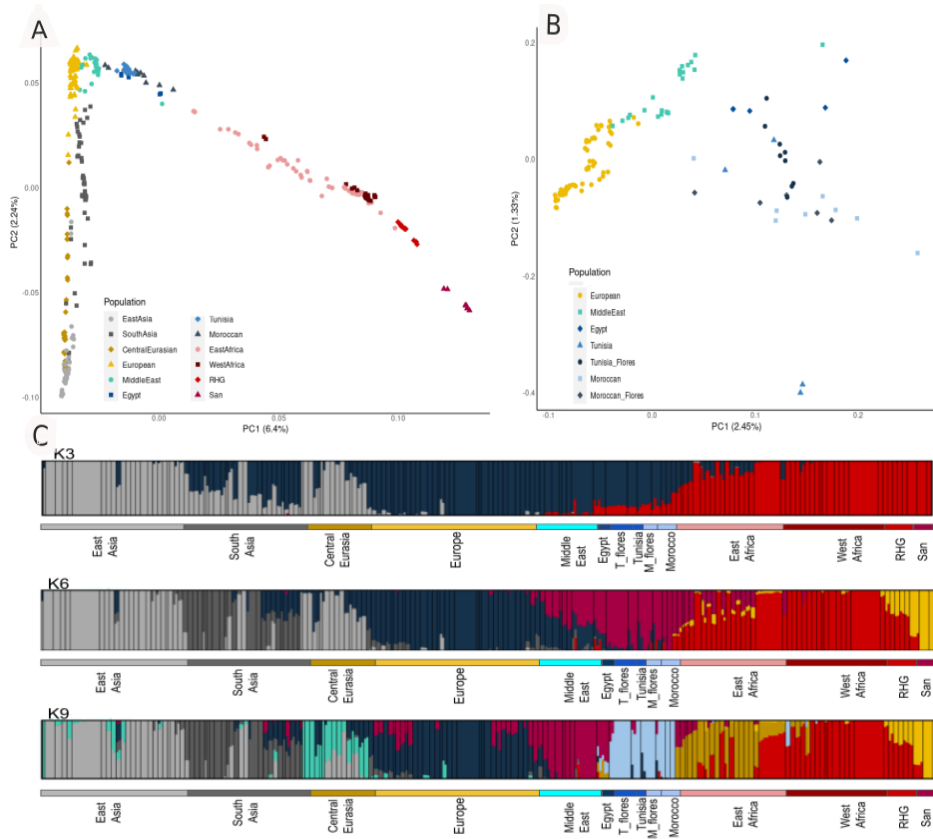 A
0.05
0.00
-0.05
-0.10
PC2 (2.24%)
Population
EastAsia
SouthAsia
CentralEurasian
European
MiddleEast
Egypt
Tunisia
Moroccan
EastAfrica
WestAfrica
RHG
San
0.00
0.05
0.10
PC1 (6.4%)
B
0.2
0.0
-0.2
-0.4
PC2 (1.33%)
Population
European
MiddleEast
Egypt
Tunisia
Tunisia_Flores
Moroccan
Moroccan_Flores
-0.1
0.0
0.1
0.2
PC1 (2.45%)
C
K3
East Asia
South Asia
Central Eurasia
Europe
Middle East
Egypt
T_flores
Tunisia
M_flores
Morocco
East Africa
West Africa
RHG
San
K6
East Asia
South Asia
Central Eurasia
Europe
Middle East
Egypt
T_flores
Tunisia
M_flores
Morocco
East Africa
West Africa
RHG
San
K9
East Asia
South Asia
Central Eurasia
Europe
Middle East
Egypt
T_flores
Tunisia
M_flores
Morocco
East Africa
West Africa
RHG
San